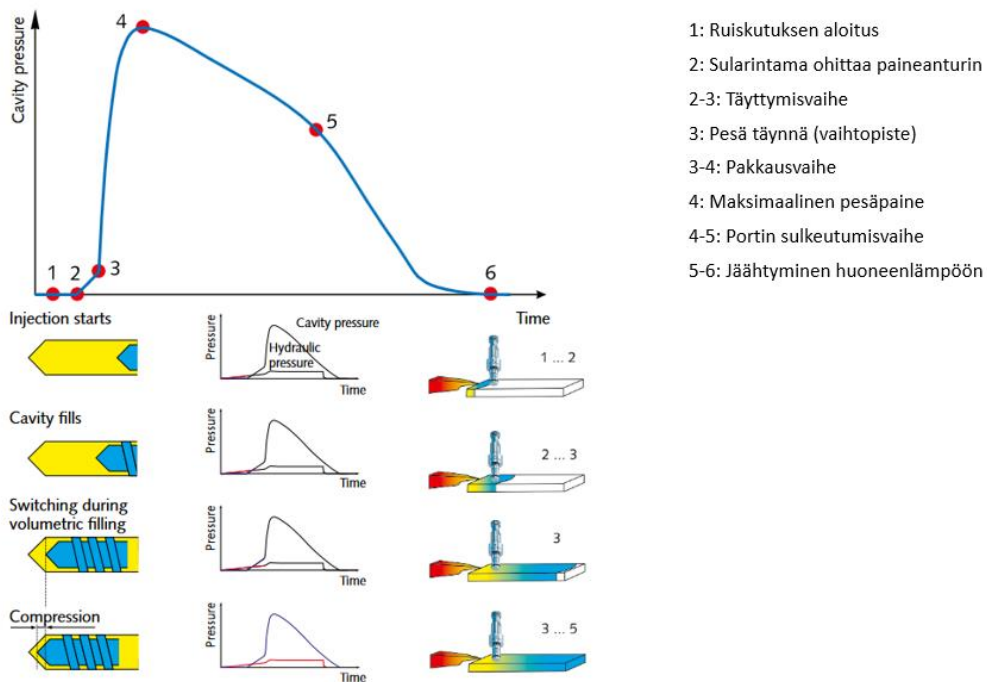 Cavity pressure
1
2
3
4
5
6
Time
1: Ruiskutuksen aloitus
2: Sularintama ohittaa paineanturin
2-3: Täyttymisvaihe
3: Pesä täynnä (vaihtopiste)
3-4: Pakkausvaihe
4: Maksimaalinen pesäpaine
4-5: Portin sulkeutumisvaihe
5-6: Jäähtyminen huoneenlämpöön
Injection starts
Pressure
Cavity pressure
Hydraulic
pressure
Time
1 ... 2
Cavity fills
Pressure
Time
2 ... 3
Switching during
volumetric filling
Pressure
Time
3
Compression
Pressure
Time
3 ... 5